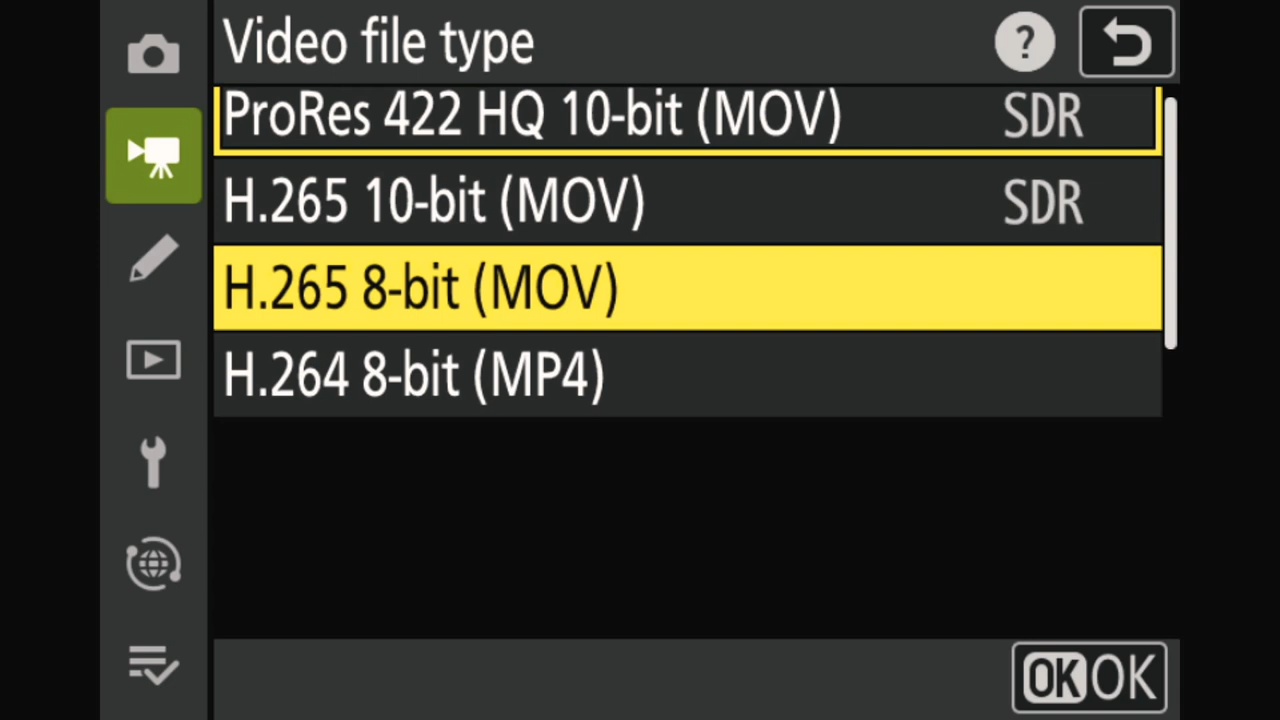 Video file type ?
ProRes 422 HQ 10-bit (MOV) SDR
H.265 10-bit (MOV) SDR
H.265 8-bit (MOV)
H.264 8-bit (MP4)
OK OK